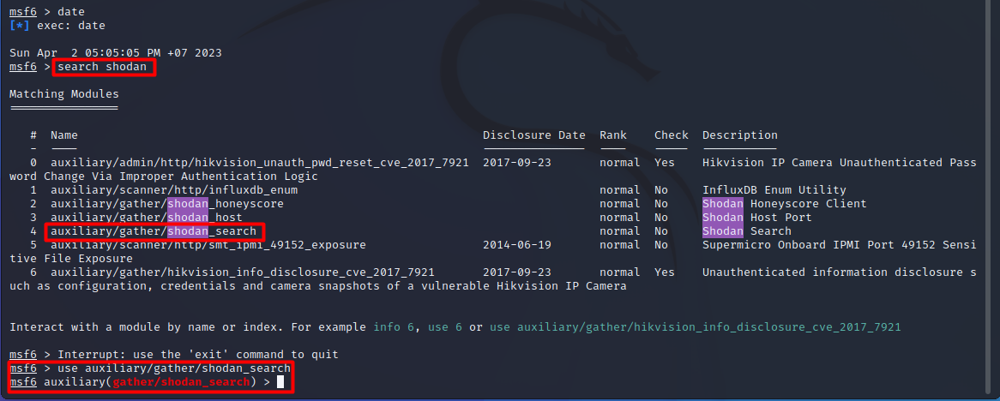 msf6 > date
[*] exec: date
Sun Apr  2 05:05:05 PM +07 2023
msf6 > search shodan
Matching Modules
================
   #  Name                                                        Disclosure Date  Rank    Check  Description
   -  ----                                                        ---------------  ----    -----  -----------
   0  auxiliary/admin/http/hikvision_unauth_pwd_reset_cve_2017_7921  2017-09-23       normal  Yes    Hikvision IP Camera Unauthenticated Pass
word Change Via Improper Authentication Logic
   1  auxiliary/scanner/http/influxdb_enum                                         normal  No     InfluxDB Enum Utility
   2  auxiliary/gather/shodan_honeyscore                                           normal  No     Shodan Honeyscore Client
   3  auxiliary/gather/shodan_host                                                 normal  No     Shodan Host Port
   4  auxiliary/gather/shodan_search                                               normal  No     Shodan Search
   5  auxiliary/scanner/http/smt_ipmi_49152_exposure              2014-06-19       normal  No     Supermicro Onboard IPMI Port 49152 Sensi
tive File Exposure
   6  auxiliary/gather/hikvision_info_disclosure_cve_2017_7921    2017-09-23       normal  Yes    Unauthenticated information disclosure s
uch as configuration, credentials and camera snapshots of a vulnerable Hikvision IP Camera
Interact with a module by name or index. For example info 6, use 6 or use auxiliary/gather/hikvision_info_disclosure_cve_2017_7921
msf6 > Interrupt: use the 'exit' command to quit
msf6 > use auxiliary/gather/shodan_search
msf6 auxiliary(gather/shodan_search) >